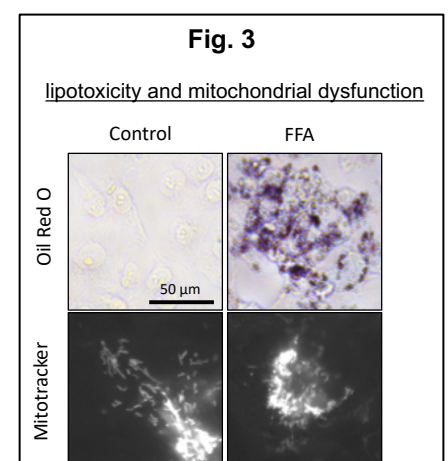 Fig. 3
lipotoxicity and mitochondrial dysfunction
Control FFA
Oil Red O
50 µm
Mitotracker